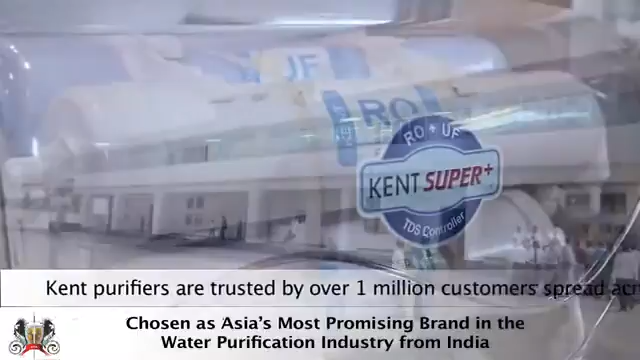 UF
RO
RO + UF
KENT SUPER+
TDS Controller
Kent purifiers are trusted by over 1 million customers spread
Chosen as Asia's Most Promising Brand in the
Water Purification Industry from India